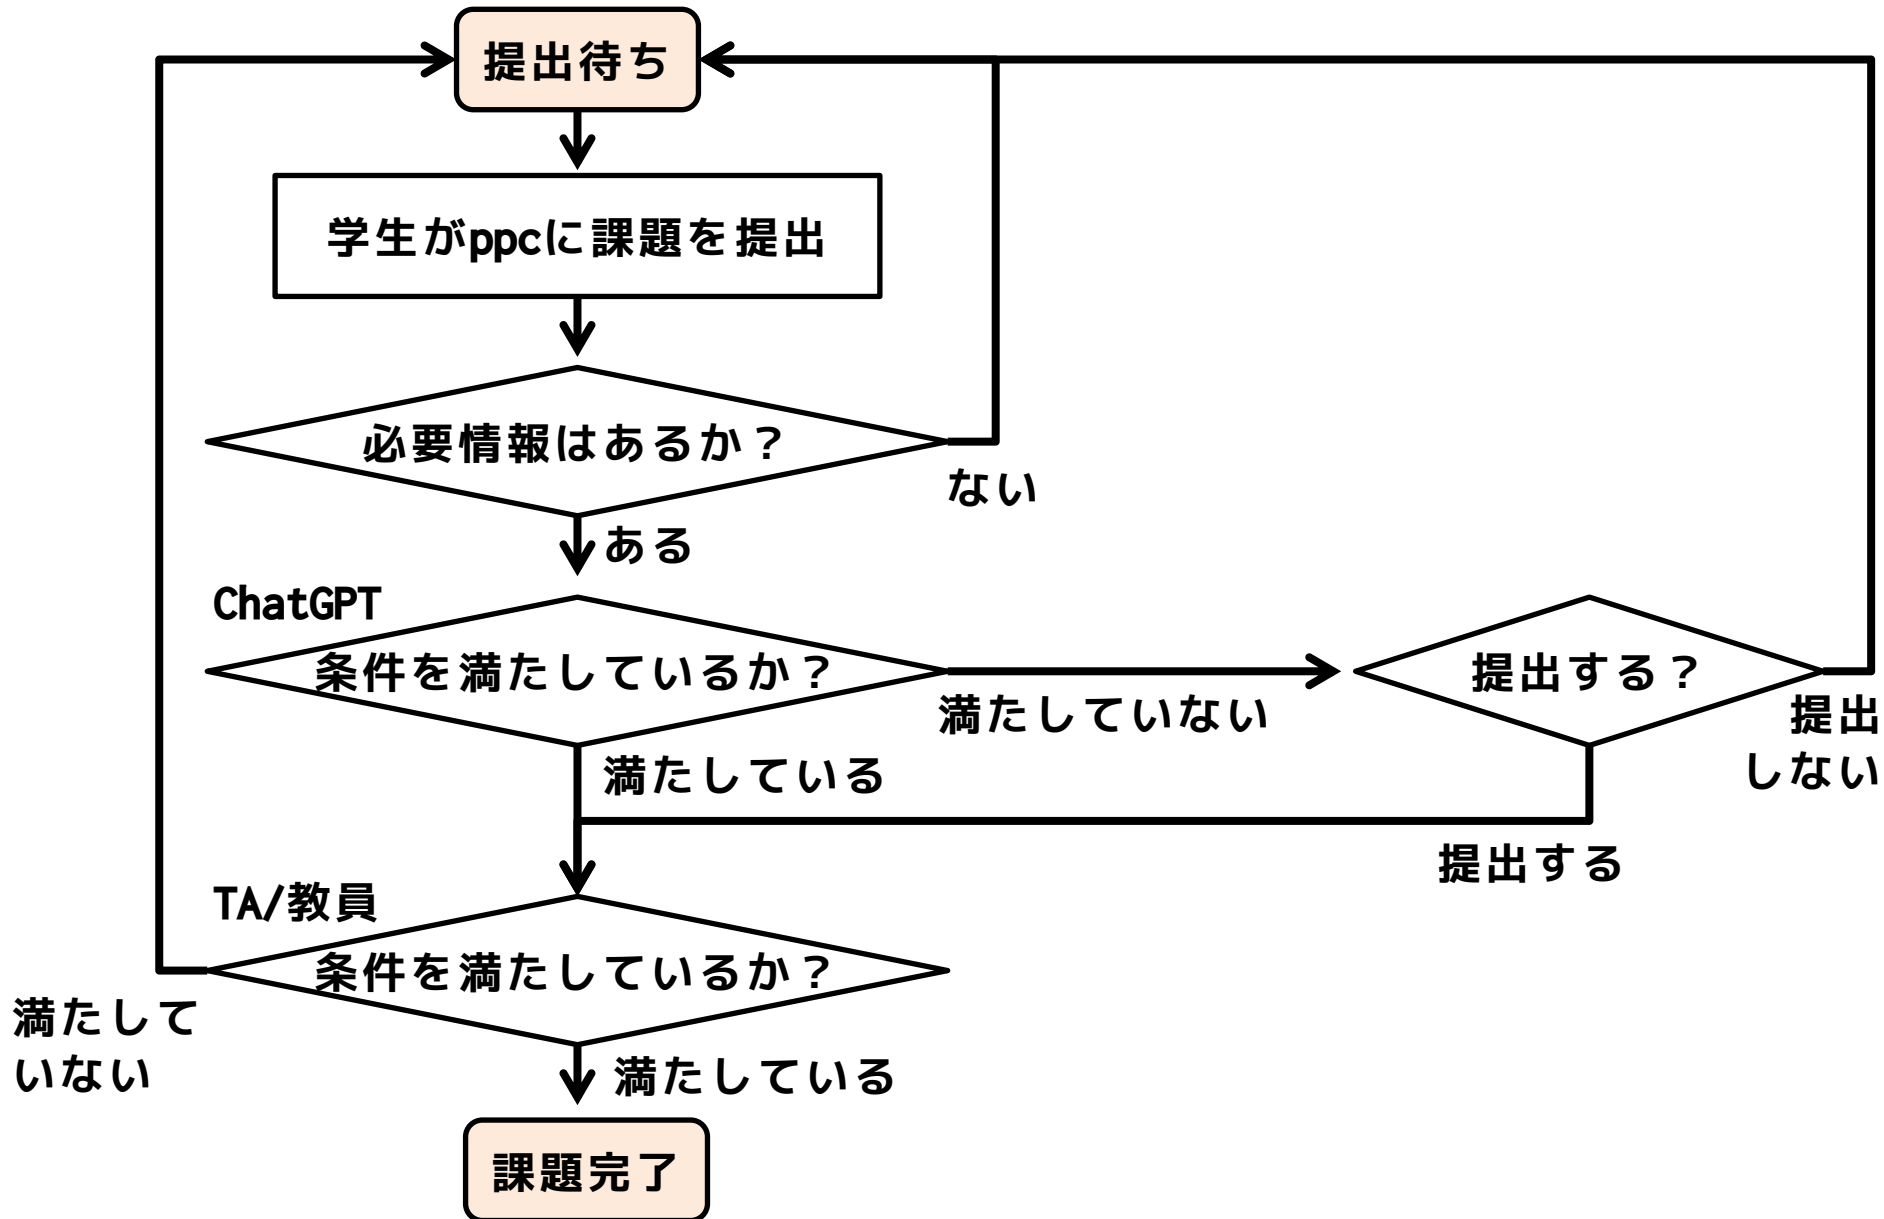 提出待ち
学生がppcに課題を提出
必要情報はあるか？
ない
ある
ChatGPT
条件を満たしているか？
満たしていない
提出する？
提出
しない
満たしている
提出する
TA/教員
条件を満たしているか？
満たして
いない
満たしている
課題完了